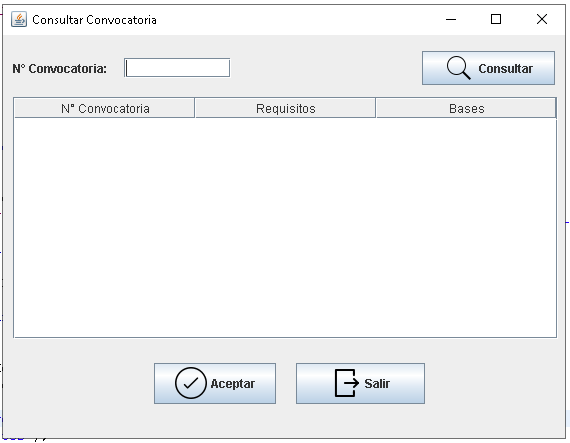 Consultar Convocatoria
N° Convocatoria:
Consultar
N° Convocatoria Requisitos Bases
Aceptar Salir